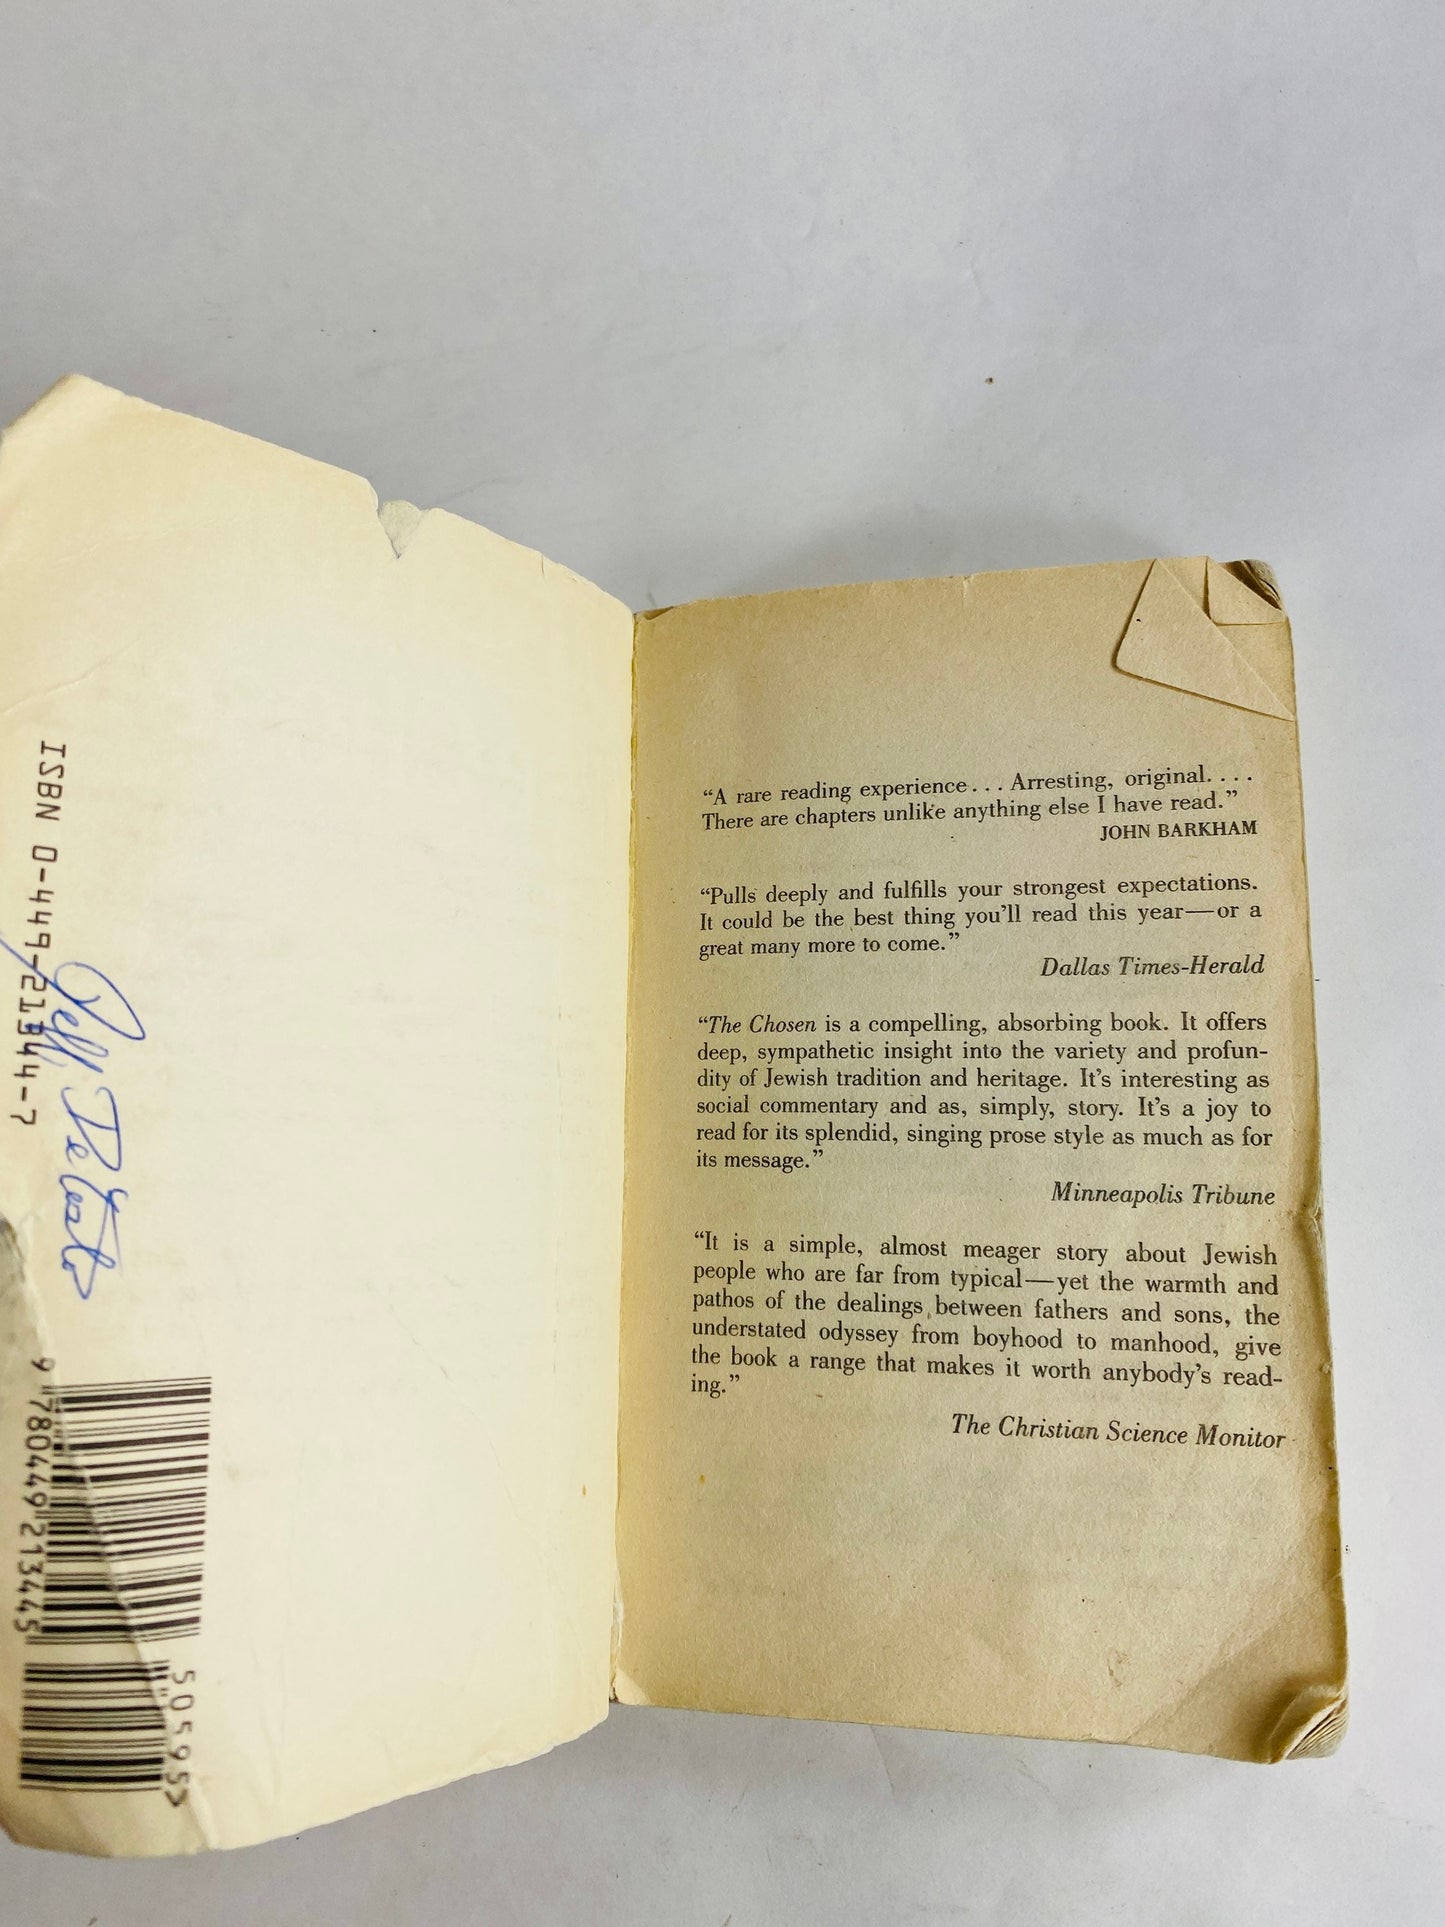 ISBN 0-449-21344-7
Jeff
9 780449 213445
50595>
“A rare reading experience . . . Arresting, original. . . .
There are chapters unlike anything else I have read.”
JOHN BARKHAM
“Pulls deeply and fulfills your strongest expectations.
It could be the best thing you’ll read this year—or a
great many more to come.”
Dallas Times-Herald
“The Chosen is a compelling, absorbing book. It offers
deep, sympathetic insight into the variety and profun-
dity of Jewish tradition and heritage. It’s interesting as
social commentary and as, simply, story. It’s a joy to
read for its splendid, singing prose style as much as for
its message.”
Minneapolis Tribune
“It is a simple, almost meager story about Jewish
people who are far from typical—yet the warmth and
pathos of the dealings between fathers and sons, the
understated odyssey from boyhood to manhood, give
the book a range that makes it worth anybody’s read-
ing.”
The Christian Science Monitor